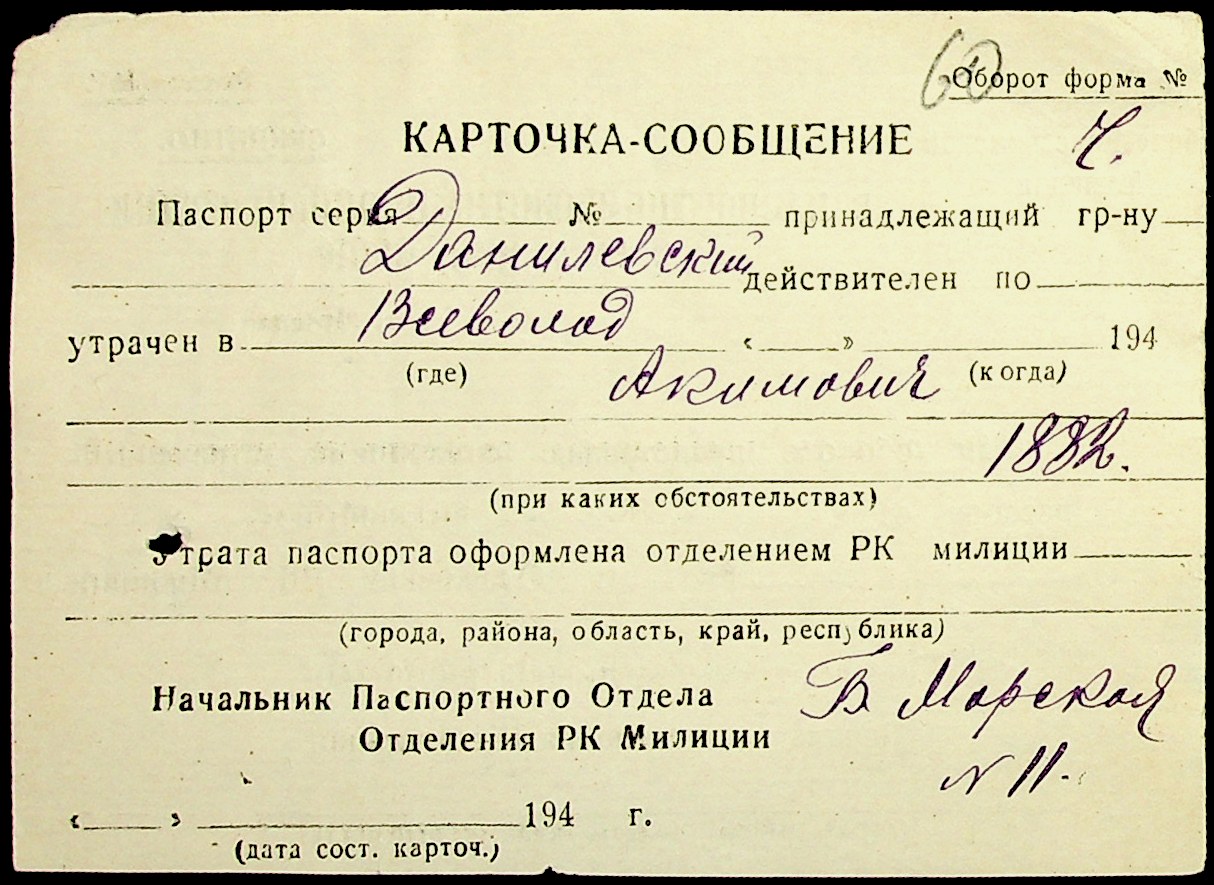 60
Оборот форма №
Ч.
КАРТОЧКА-СООБЩЕНИЕ
Паспорт серия № принадлежащий гр-ну
Данилевский действителен по
утрачен в Всеволод « » 194
(где) Акимович (когда)
1882.
(при каких обстоятельствах)
Утрата паспорта оформлена отделением РК милиции
(города, района, область, край, республика)
Начальник Паспортного Отдела Б Морская
Отделения РК Милиции
N 11.
« » 194 г.
(дата сост. карточ.)